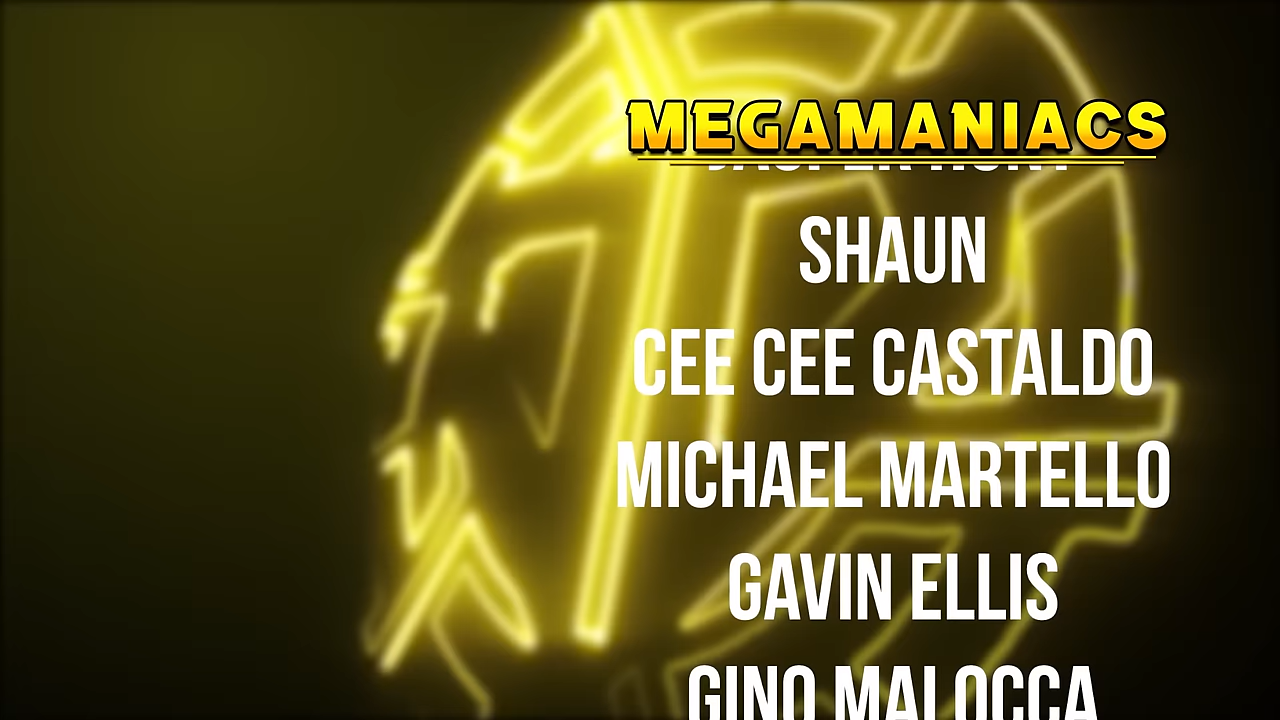 MEGAMANIACS
SHAUN
CEE CEE CASTALDO
MICHAEL MARTELLO
GAVIN ELLIS
GINO MALOCCA